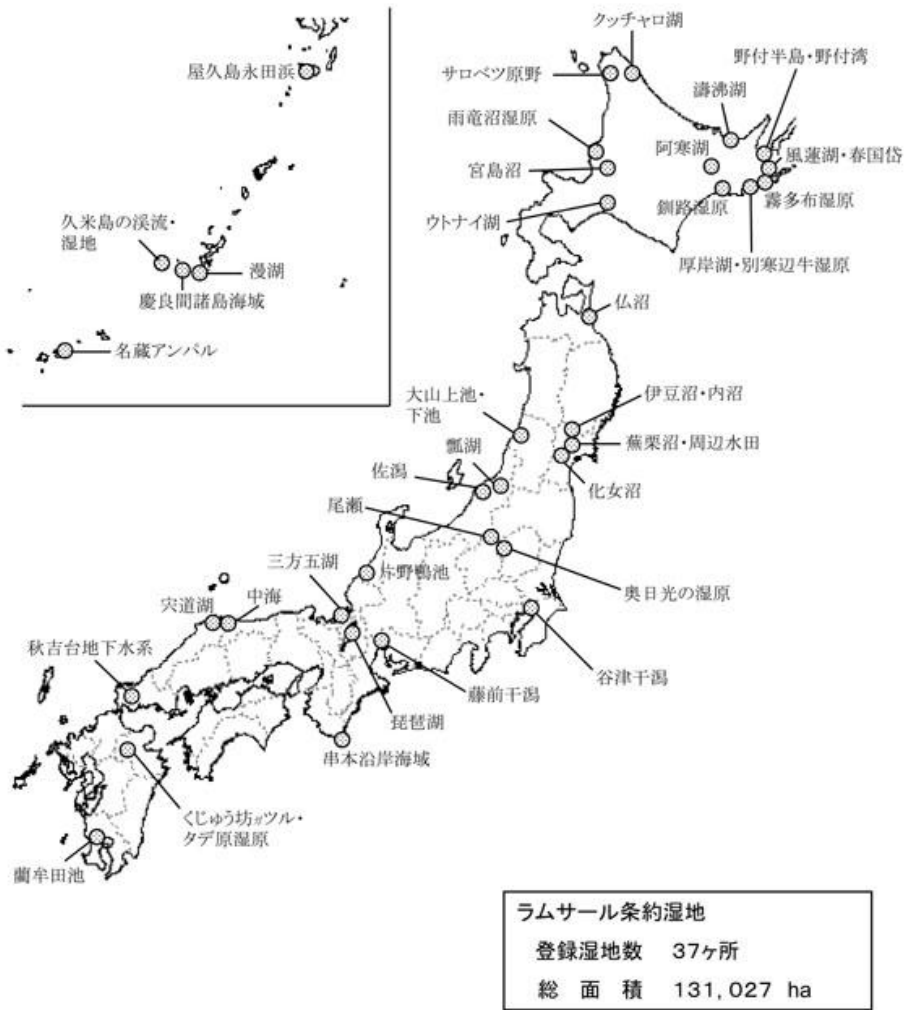 クッチャロ湖
屋久島永田浜
サロベツ原野
野付半島・野付湾
濤沸湖
雨竜沼湿原
阿寒湖
風蓮湖・春国岱
宮島沼
釧路湿原
霧多布湿原
ウトナイ湖
厚岸湖・別寒辺牛湿原
久米島の渓流・
湿地
漫湖
慶良間諸島海域
名蔵アンパル
仏沼
大山上池・
下池
伊豆沼・内沼
蕪栗沼・周辺水田
瓢湖
化女沼
佐潟
尾瀬
三方五湖
片野鴨池
奥日光の湿原
宍道湖
中海
秋吉台地下水系
谷津干潟
藤前干潟
琵琶湖
串本沿岸海域
くじゅう坊ガツル・
タデ原湿原
藺牟田池
ラムサール条約湿地
登録湿地数 37ヶ所
総 面 積 131,027 ha